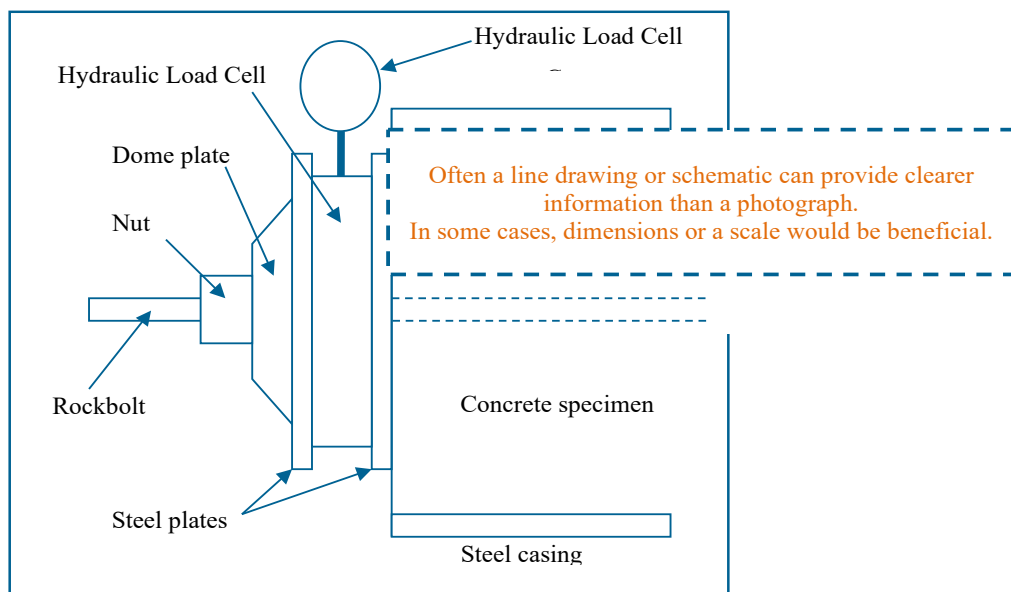 Hydraulic Load Cell
Hydraulic Load Cell
Dome plate
Often a line drawing or schematic can provide clearer
information than a photograph.
In some cases, dimensions or a scale would be beneficial.
Nut
Rockbolt
Concrete specimen
Steel plates
Steel casing